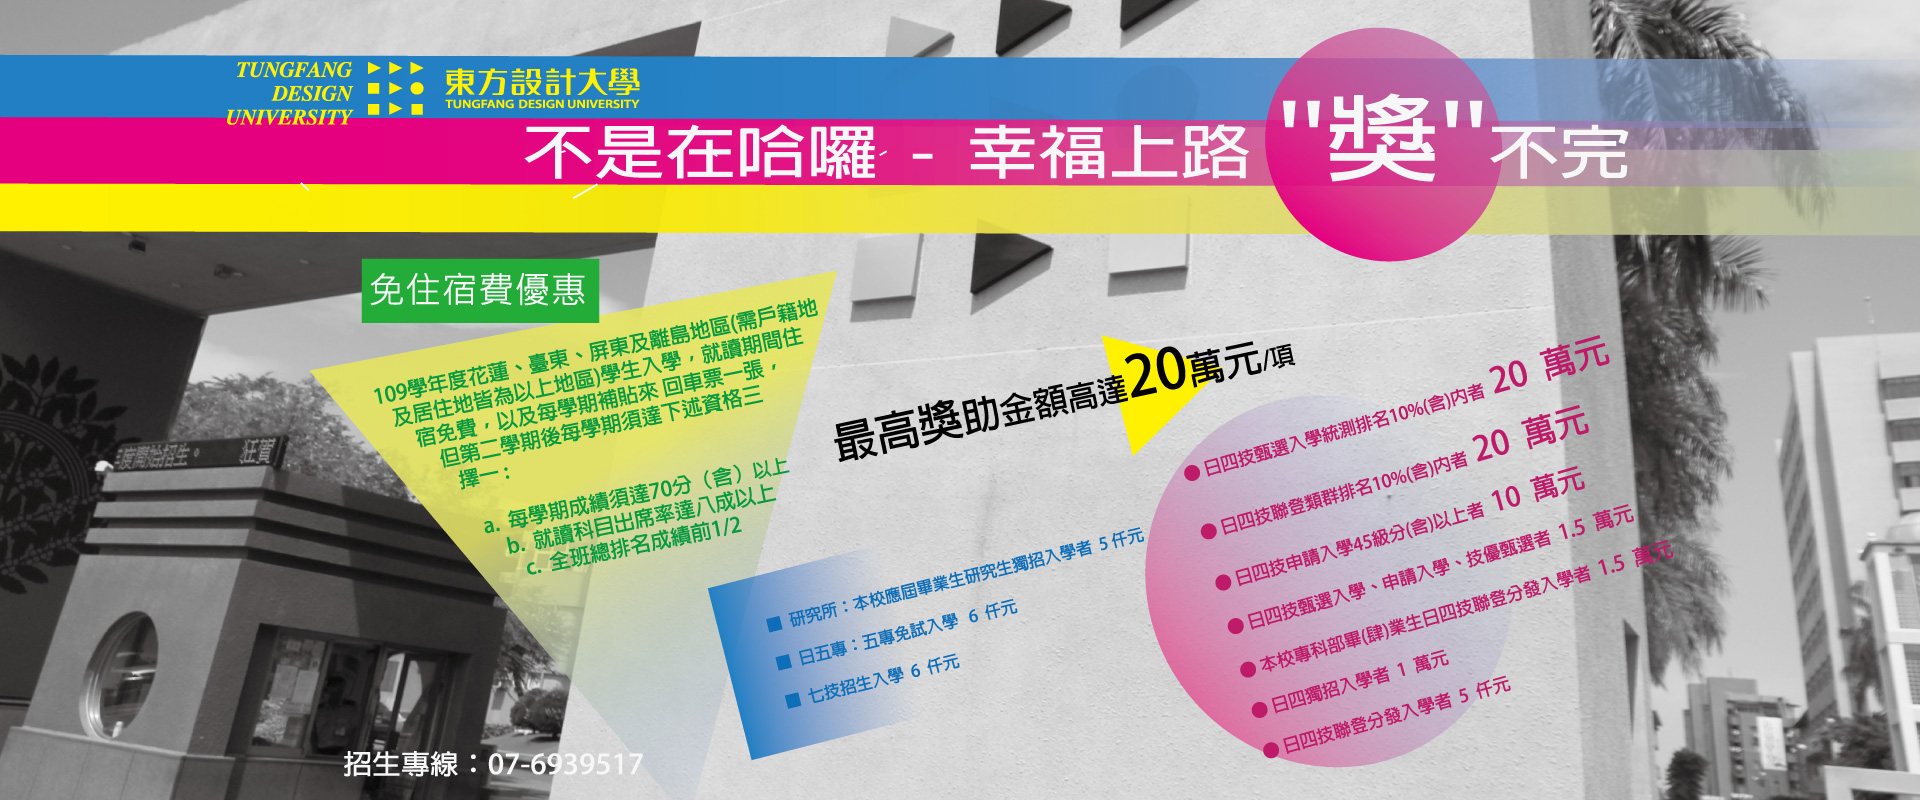 TUNGFANG
DESIGN
UNIVERSITY
東方設計大學
TUNGFANG DESIGN UNIVERSITY
不是在哈囉 - 幸福上路 "獎"不完
免住宿費優惠
109學年度花蓮、臺東、屏東及離島地區(需戶籍地
及居住地皆為以上地區)學生入學，就讀期間住
宿免費，以及每學期補貼來 回車票一張，
但第二學期後每學期須達下述資格三
擇一：
a. 每學期成績須達70分（含）以上
b. 就讀科目出席率達八成以上
c. 全班總排名成績前1/2
最高獎助金額高達20萬元/項
■ 研究所：本校應屆畢業生研究生獨招入學者 5 仟元
■ 日五專：五專免試入學 6 仟元
■ 七技招生入學 6 仟元
● 日四技甄選入學統測排名10%(含)內者 20 萬元
● 日四技聯登類群排名10%(含)內者 20 萬元
● 日四技申請入學45級分(含)以上者 10 萬元
● 日四技甄選入學、申請入學、技優甄選者 1.5 萬元
● 本校專科部畢(肄)業生日四技聯登分發入學者 1.5 萬元
● 日四獨招入學者 1 萬元
● 日四技聯登分發入學者 5 仟元
度開始招生。 狂賀
招生專線：07-6939517